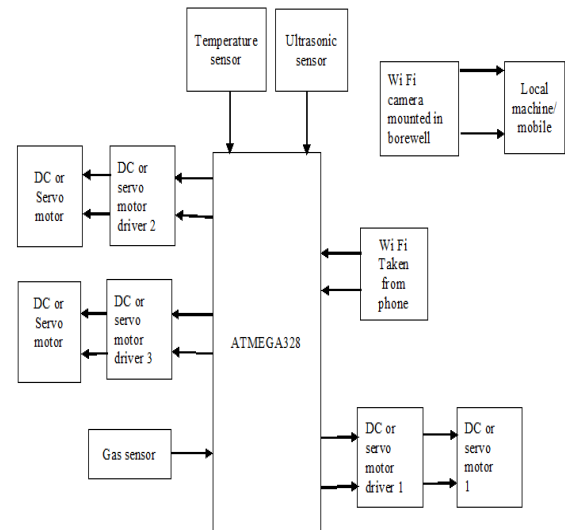 Temperature
sensor
Ultrasonic
sensor
Wi Fi
camera
mounted in
borewell
Local
machine/
mobile
DC or
Servo
motor
DC or
servo
motor
driver 2
Wi Fi
Taken
from
phone
DC or
Servo
motor
DC or
servo
motor
driver 3
ATMEGA328
Gas sensor
DC or
servo
motor
driver 1
DC or
servo
motor
1